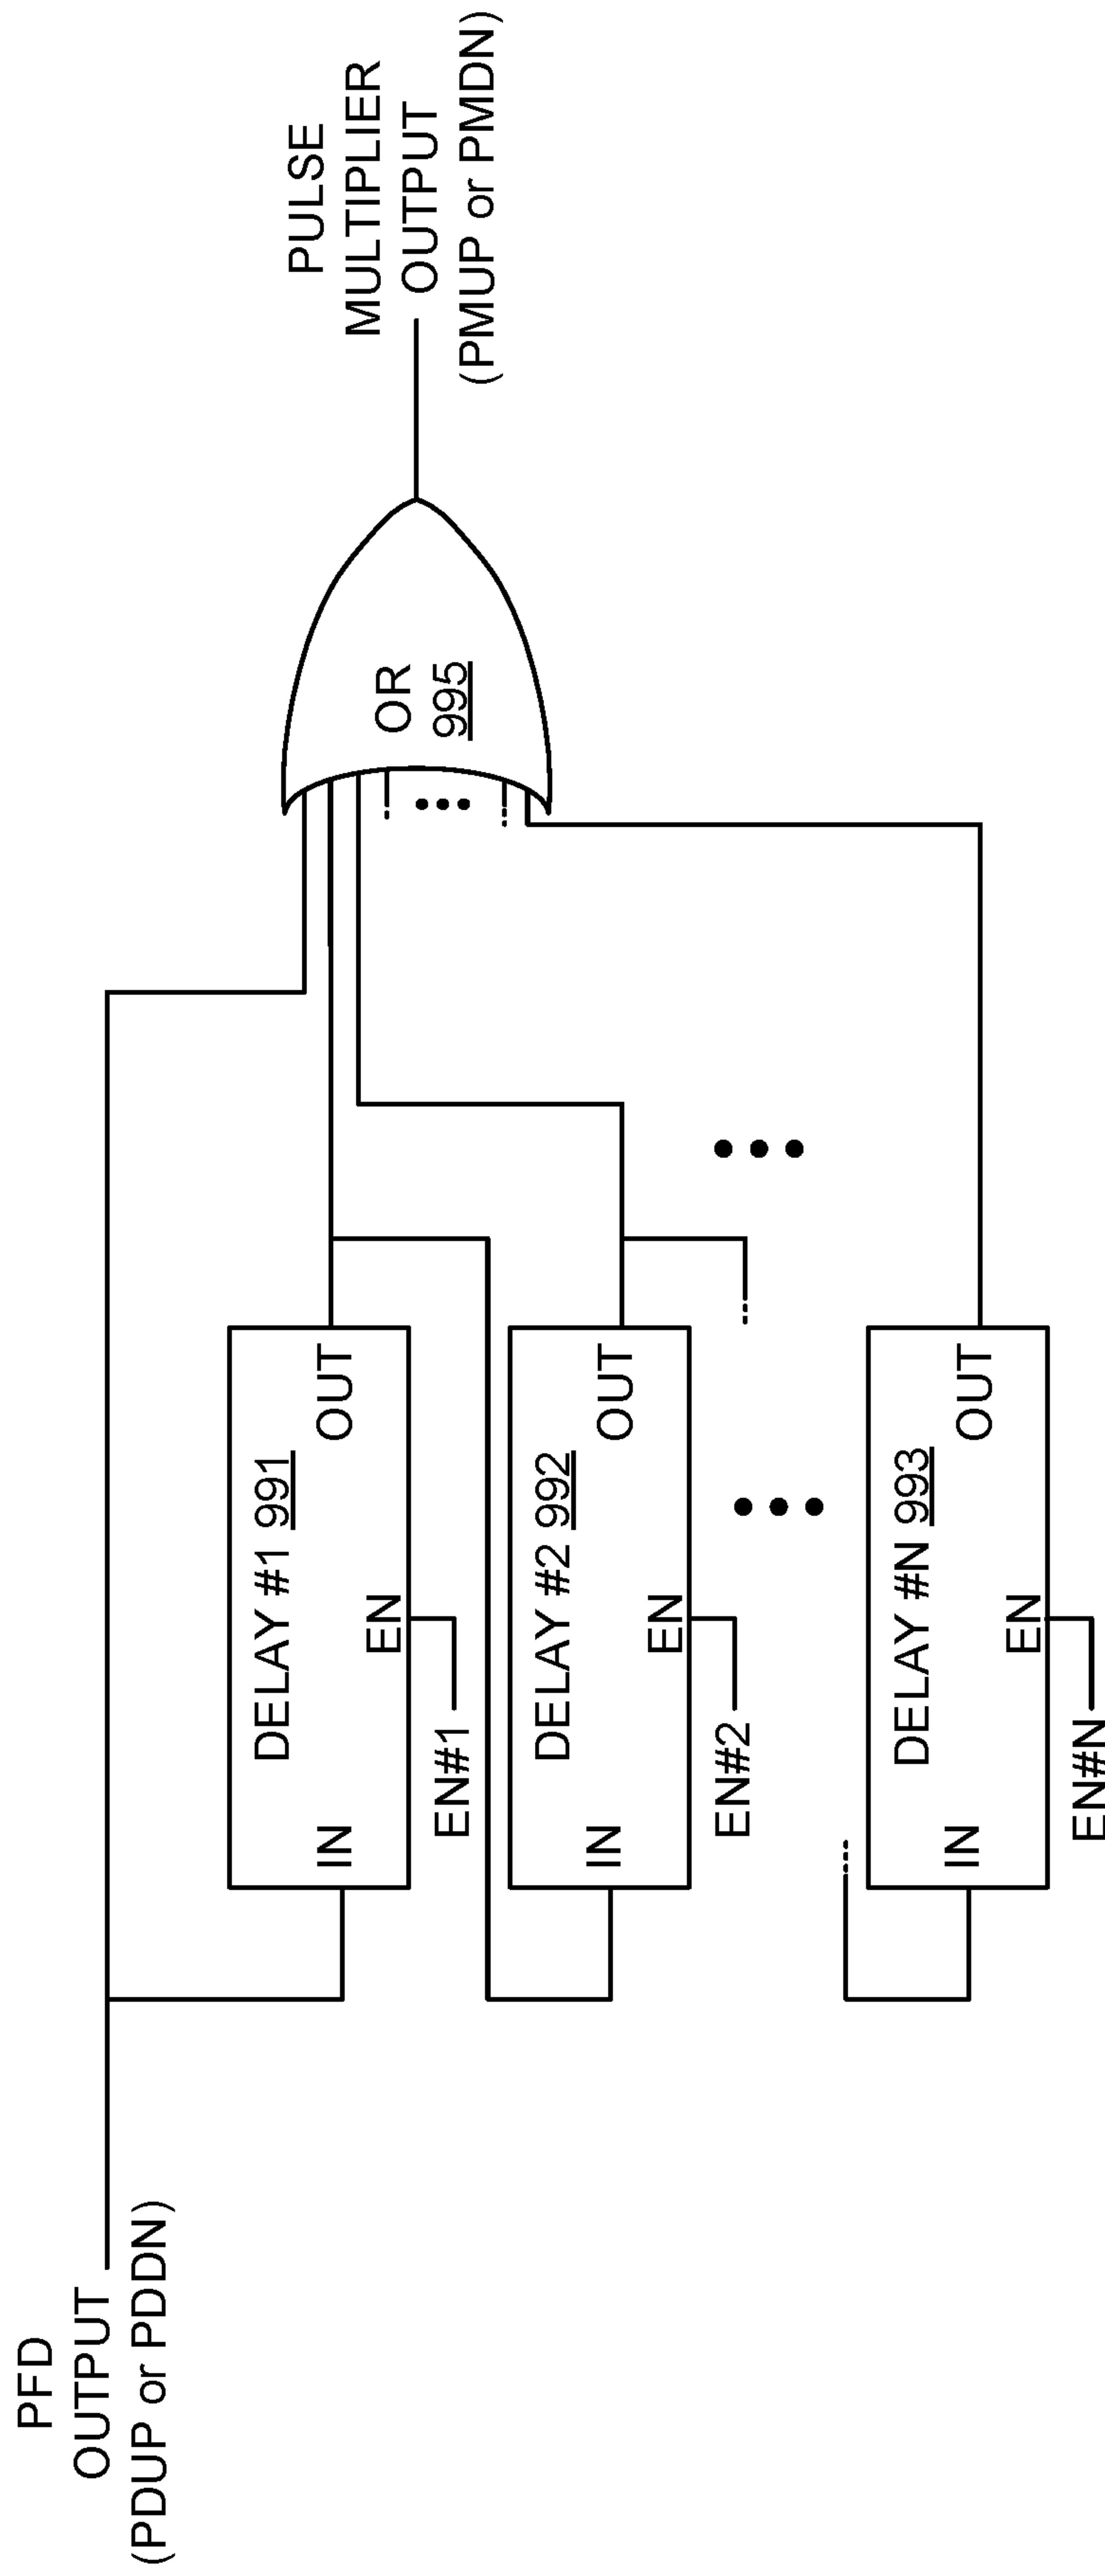 PFD
OUTPUT
(PDUP or PDDN)
DELAY #1 991
IN
OUT
EN
EN#1
DELAY #2 992
IN
OUT
EN
EN#2
DELAY #N 993
IN
OUT
EN
EN#N
OR
995
PULSE
MULTIPLIER
OUTPUT
(PMUP or PMDN)